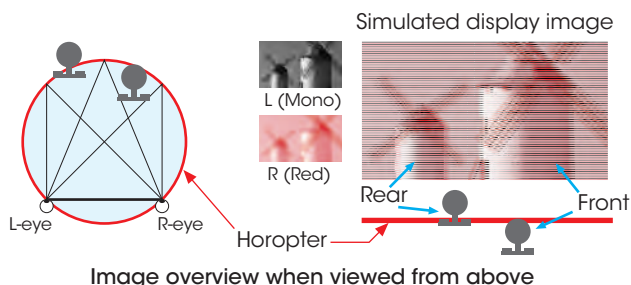 Simulated display image
L (Mono)
R (Red)
Rear
Front
L-eye
R-eye
Horopter
Image overview when viewed from above